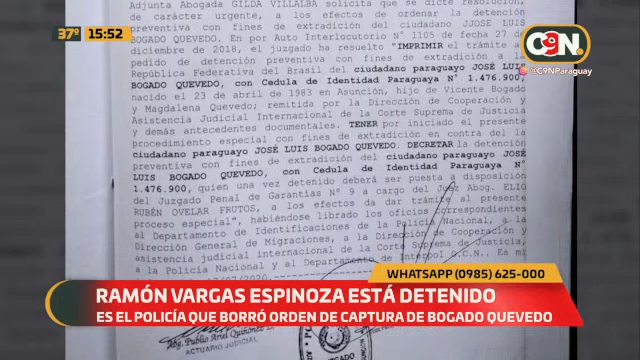 37° 15:52
C9N
@C9NParaguay
Adjunta Abogada GILDA VILLALBA solicita que se dicte resolución,
de carácter urgente, a los efectos de ordenar la detención
preventiva con fines de extradición del ciudadano JJOSE LUIS
BOGADO QUEVEDO. En por Auto Interlocutorio N° 1105 de fecha 27 de
diciembre de 2018, el juzgado ha resuelto "IMPRIMIR el trámite al
pedido de detención preventiva con fines de extradición a la
República Federativa del Brasil del ciudadano paraguayo JOSÉ LUIS
BOGADO QUEVEDO, con Cedula de Identidad Paraguaya N° 1.476.900,
nacido el 23 de abril de 1983 en Asunción, hijo de Vicente Bogado
y Magdalena Quevedo; remitida por la Dirección de Cooperación y
Asistencia Judicial Internacional de la Corte Suprema de Justicia
y demás antecedentes documentales. TENER por iniciado el presente
procedimiento especial con fines de extradición contra del la
ciudadano paraguayo JOSÉ LUIS BOGADO QUEVEDO. DECRETAR la detención
preventiva con fines de extradición del ciudadano paraguayo JOSÉ
LUIS BOGADO QUEVEDO, con Cedula de Identidad Paraguaya N°
1.476.900, quien una vez detenido deberá ser puesta a disposición
del Juzgado Penal de Garantías N° 9 a cargo del Juez Abog. ELIO
RUBÉN OVELAR FRUTOS, a los efectos de dar trámite al presente
proceso especial", habiéndose librado los oficios correspondientes
al Departamento de Identificaciones de la Policía Nacional, a la
Dirección General de Migraciones, a la Dirección de Cooperación y
asistencia judicial internacional de la Corte Suprema de Justicia,
a la Policía Nacional y al Departamento de Interpol O.C.N.. Es mi
07/2020.
WHATSAPP (0985) 625-000
RAMÓN VARGAS ESPINOZA ESTÁ DETENIDO
ES EL POLICÍA QUE BORRÓ ORDEN DE CAPTURA DE BOGADO QUEVEDO
Abg. Publio Ariel Quiñónez
ACTUARIO JUDICIAL
JUZGADO